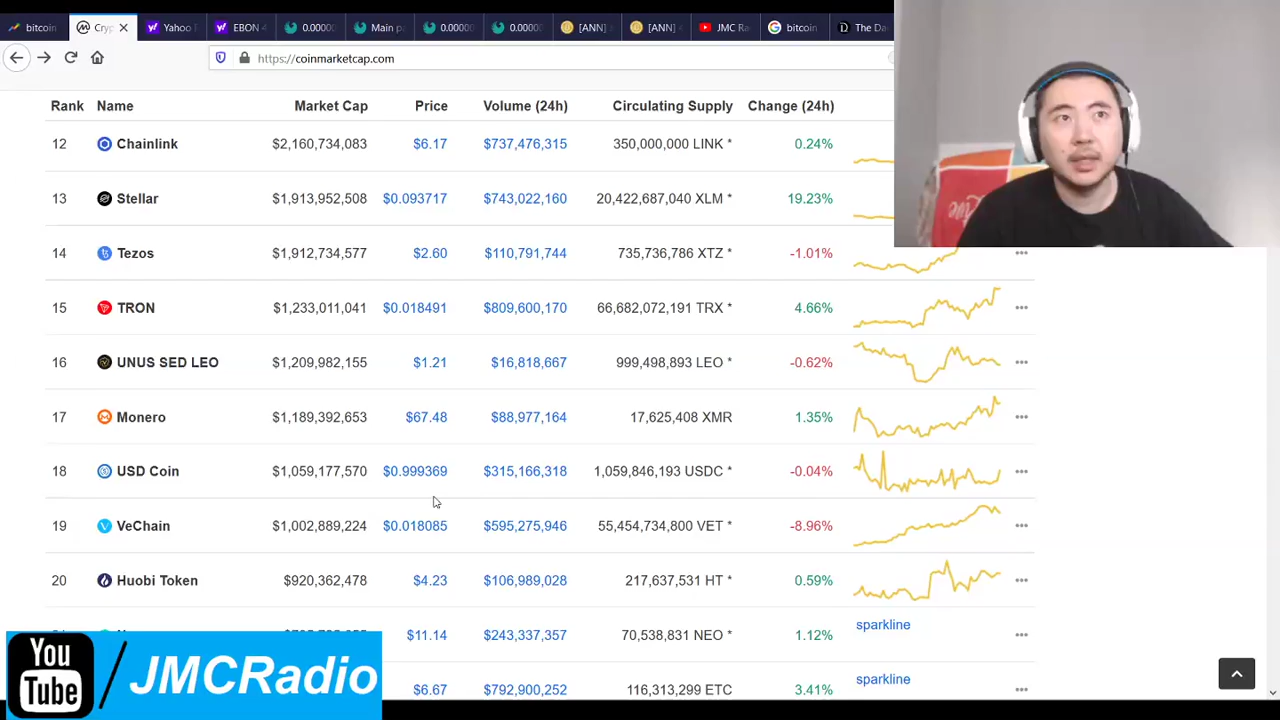 bitcoin Cryp Yahoo F EBON 4 0.00000 Main p 0.0000 0.0000 [ANN] [ANN] JMC Ra bitcoin The Da
https://coinmarketcap.com
Rank Name Market Cap Price Volume (24h) Circulating Supply Change (24h)
12 Chainlink $2,160,734,083 $6.17 $737,476,315 350,000,000 LINK * 0.24%
13 Stellar $1,913,952,508 $0.093717 $743,022,160 20,422,687,040 XLM * 19.23%
14 Tezos $1,912,734,577 $2.60 $110,791,744 735,736,786 XTZ * -1.01%
15 TRON $1,233,011,041 $0.018491 $809,600,170 66,682,072,191 TRX * 4.66%
16 UNUS SED LEO $1,209,982,155 $1.21 $16,818,667 999,498,893 LEO * -0.62%
17 Monero $1,189,392,653 $67.48 $88,977,164 17,625,408 XMR 1.35%
18 USD Coin $1,059,177,570 $0.999369 $315,166,318 1,059,846,193 USDC * -0.04%
19 VeChain $1,002,889,224 $0.018085 $595,275,946 55,454,734,800 VET * -8.96%
20 Huobi Token $920,362,478 $4.23 $106,989,028 217,637,531 HT * 0.59%
$11.14 $243,337,357 70,538,831 NEO * 1.12% sparkline
$6.67 $792,900,252 116,313,299 ETC * 3.41% sparkline
You
Tube
/JMCRadio